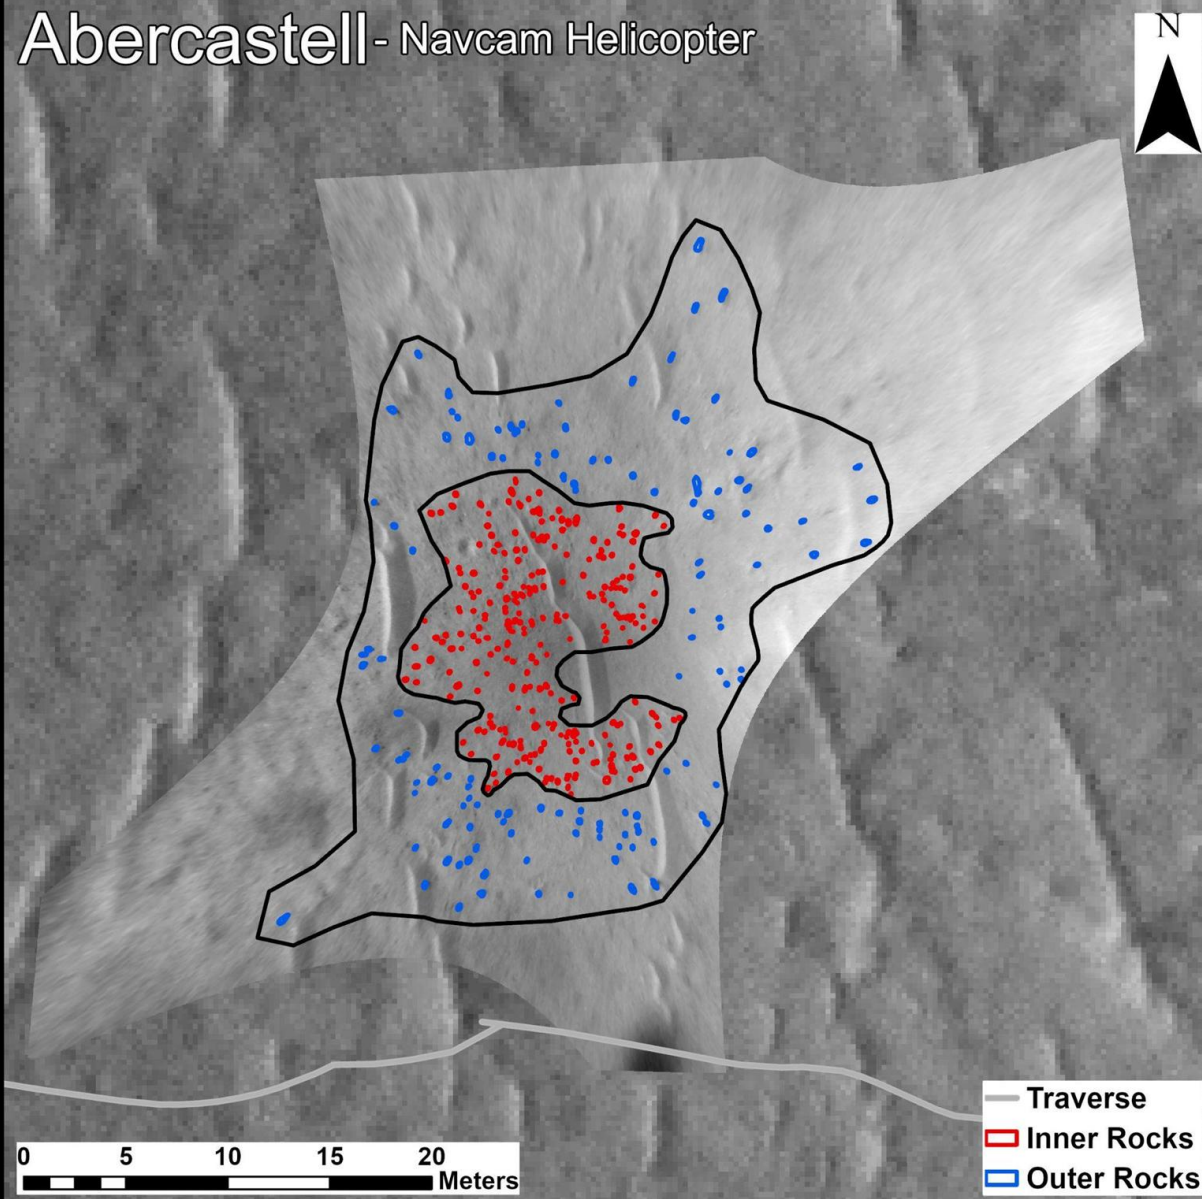 Abercastell - Navcam Helicopter
N
Traverse
Inner Rocks
Outer Rocks
0 5 10 15 20
Meters